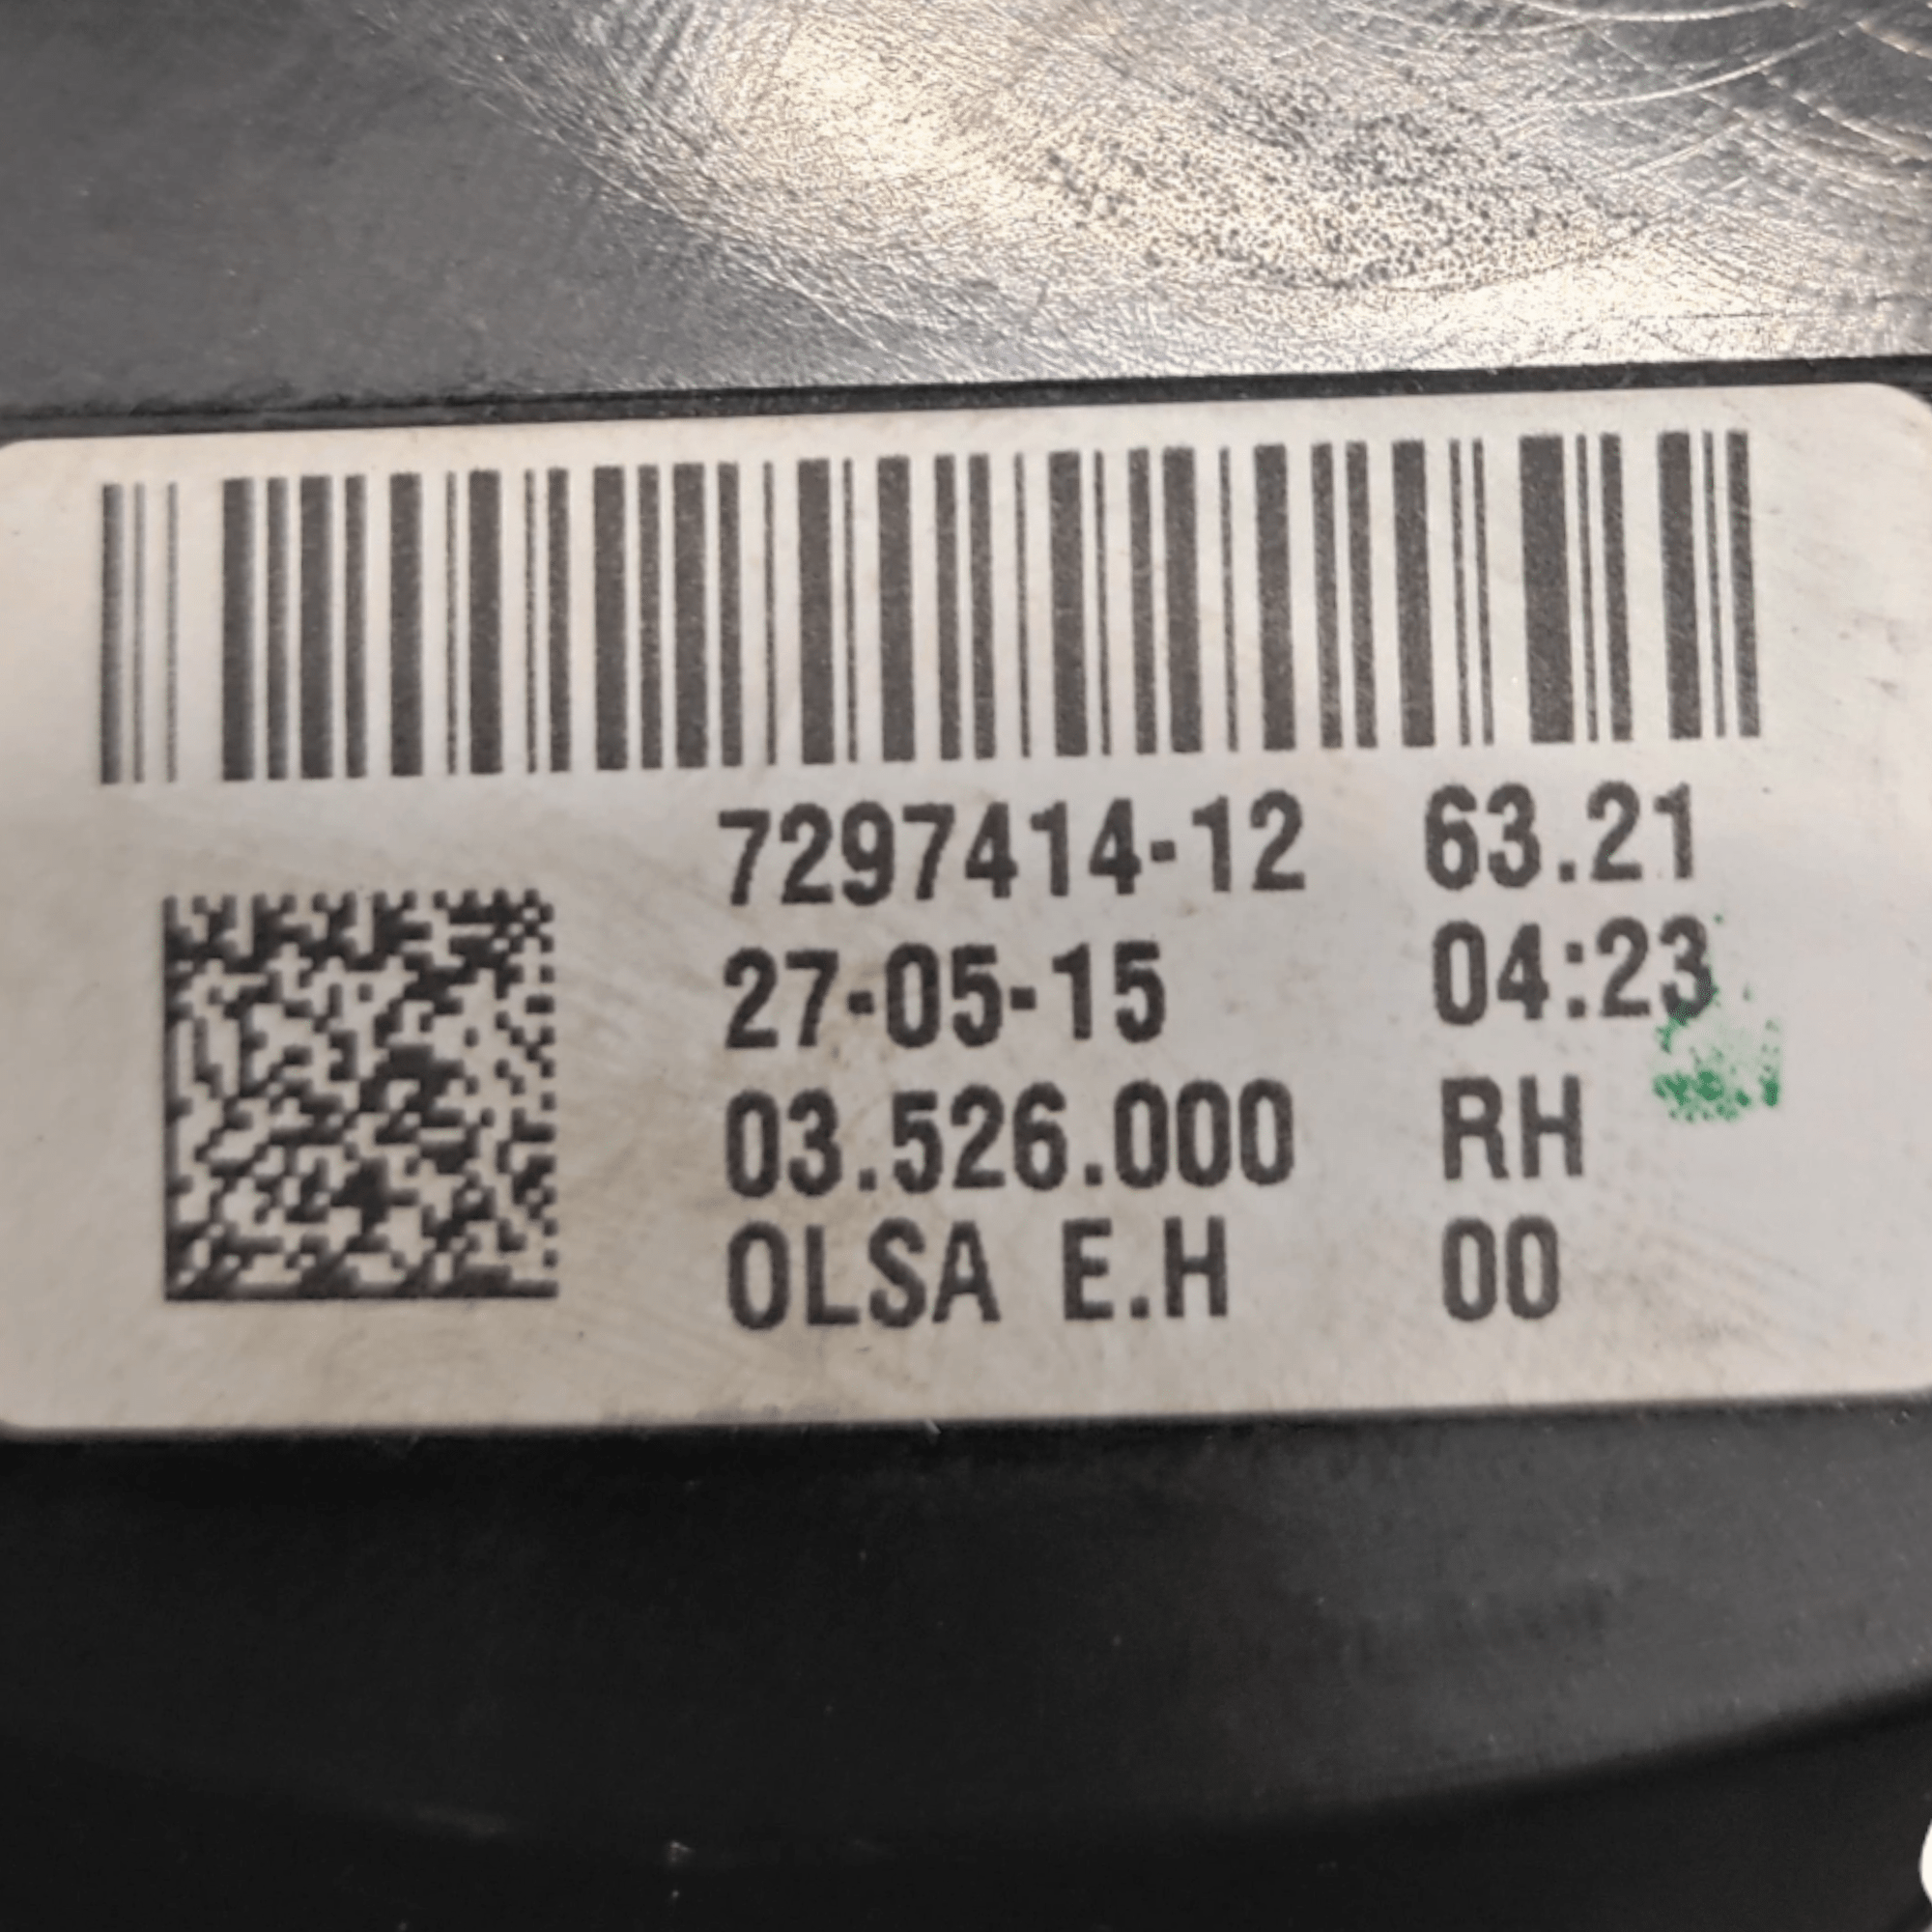 7297414-12 63.21
27-05-15 04:23
03.526.000 RH
OLSA E.H 00